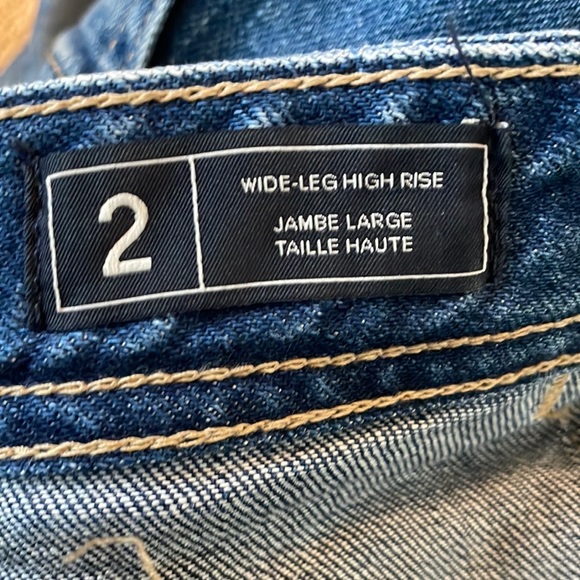 2
WIDE-LEG HIGH RISE
JAMBE LARGE
TAILLE HAUTE